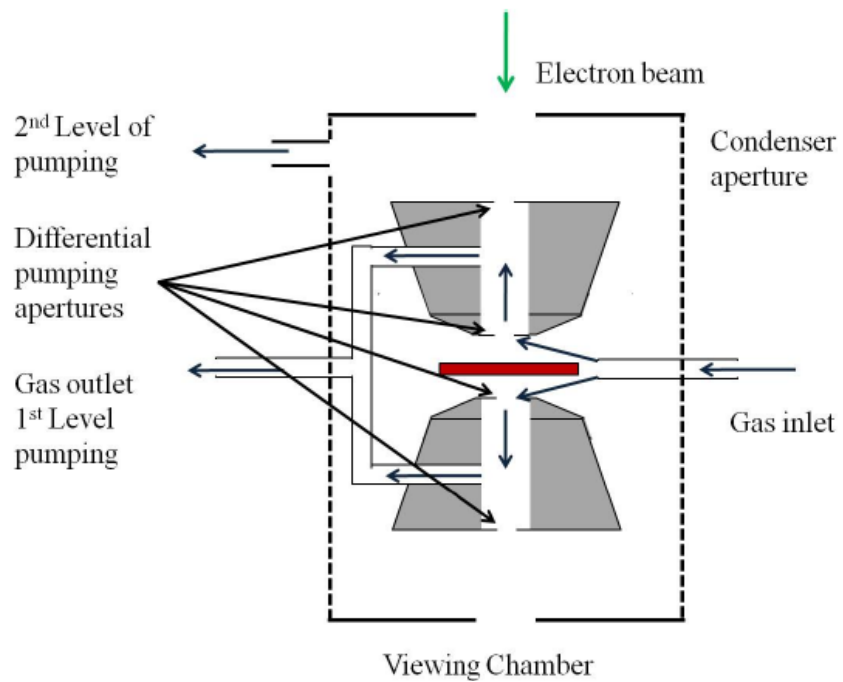 Electron beam
2nd Level of
pumping
Condenser
aperture
Differential
pumping
apertures
Gas outlet
1st Level
pumping
Gas inlet
Viewing Chamber